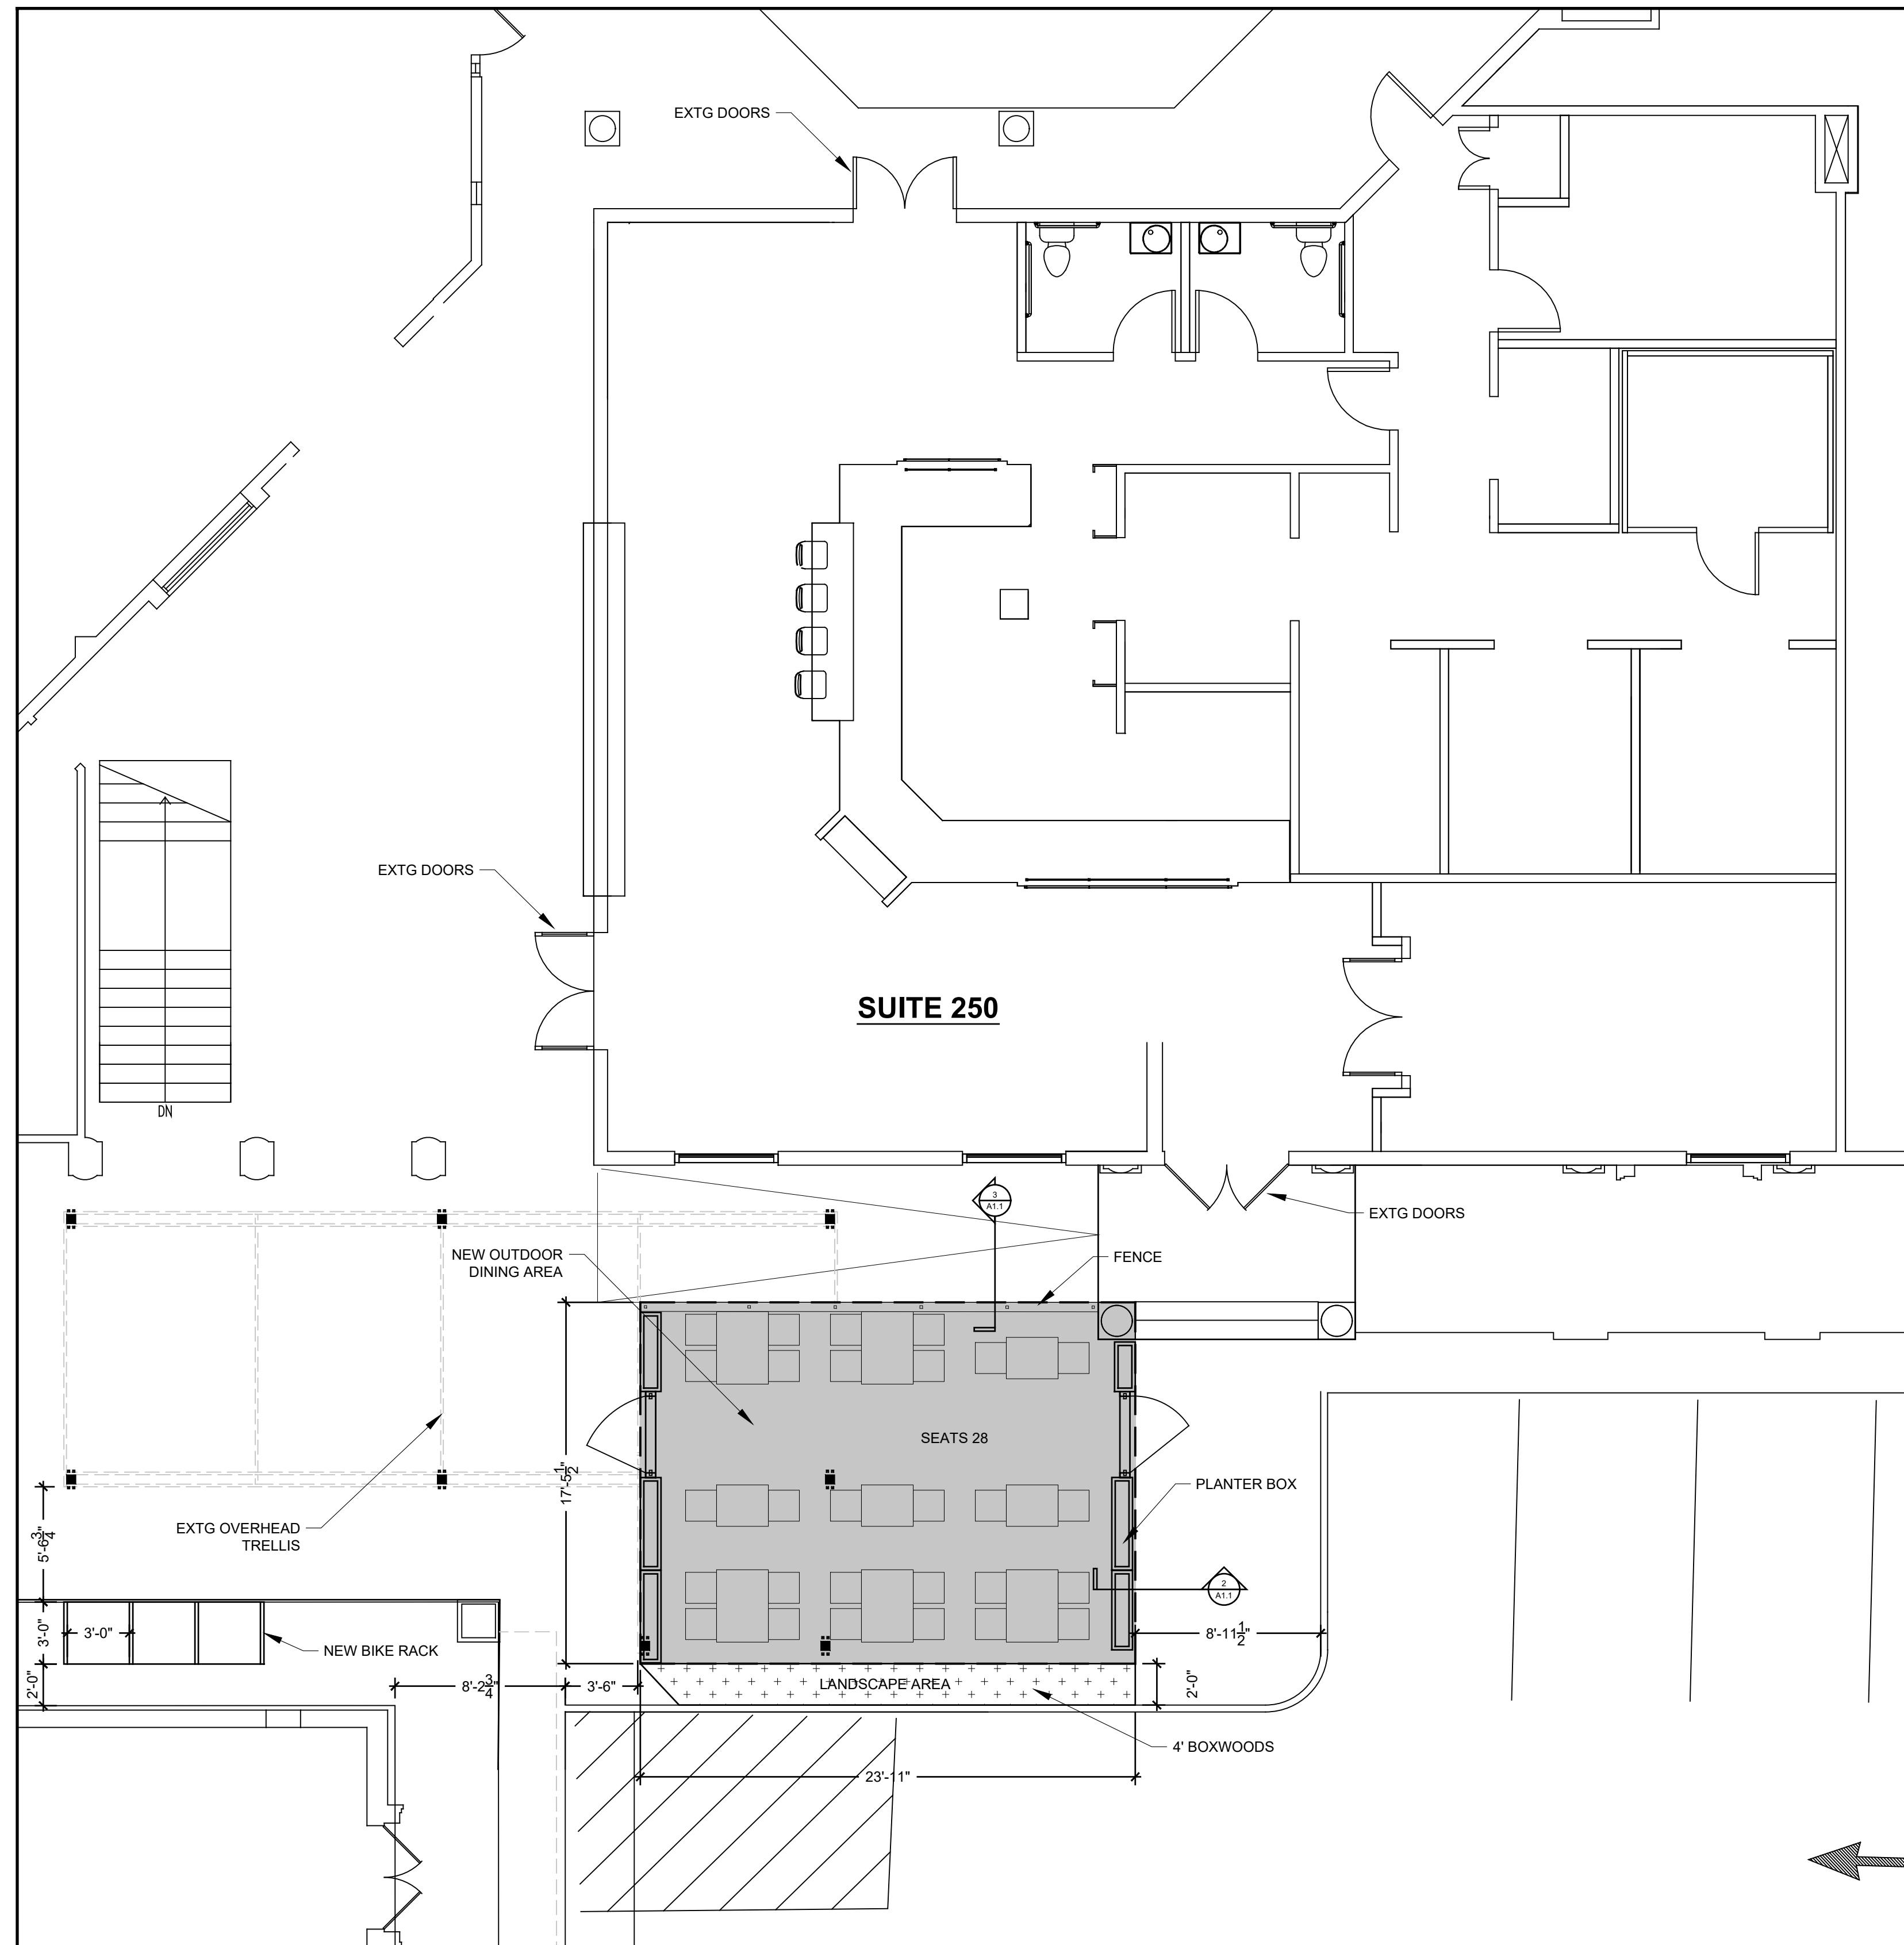 EXTG DOORS
EXTG DOORS
SUITE 250
DN
3
A1.1
EXTG DOORS
NEW OUTDOOR
DINING AREA
FENCE
SEATS 28
17'-5 1/2"
PLANTER BOX
EXTG OVERHEAD
TRELLIS
5'-6 3/4"
2
A1.1
3'-0"
3'-0"
NEW BIKE RACK
8'-11 1/2"
2'-0"
8'-2 3/4"
3'-6"
LANDSCAPE AREA
2'-0"
4' BOXWOODS
23'-11"